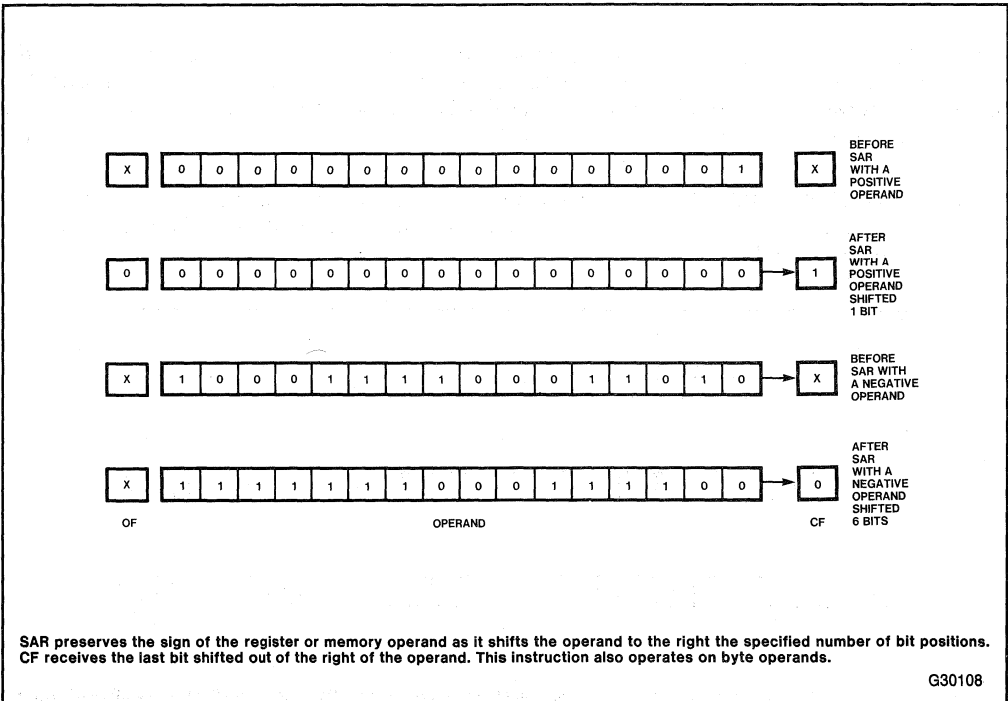 X 0 0 0 0 0 0 0 0 0 0 0 0 0 0 0 1 X
BEFORE
SAR
WITH A
POSITIVE
OPERAND
0 0 0 0 0 0 0 0 0 0 0 0 0 0 0 0 0 1
AFTER
SAR
WITH A
POSITIVE
OPERAND
SHIFTED
1 BIT
X 1 0 0 0 1 1 1 1 0 0 0 1 1 0 1 0 X
BEFORE
SAR WITH
A NEGATIVE
OPERAND
X 1 1 1 1 1 1 1 0 0 0 1 1 1 1 0 0 0
AFTER
SAR
WITH A
NEGATIVE
OPERAND
SHIFTED
6 BITS
OF OPERAND CF
SAR preserves the sign of the register or memory operand as it shifts the operand to the right the specified number of bit positions.
CF receives the last bit shifted out of the right of the operand. This instruction also operates on byte operands.
G30108